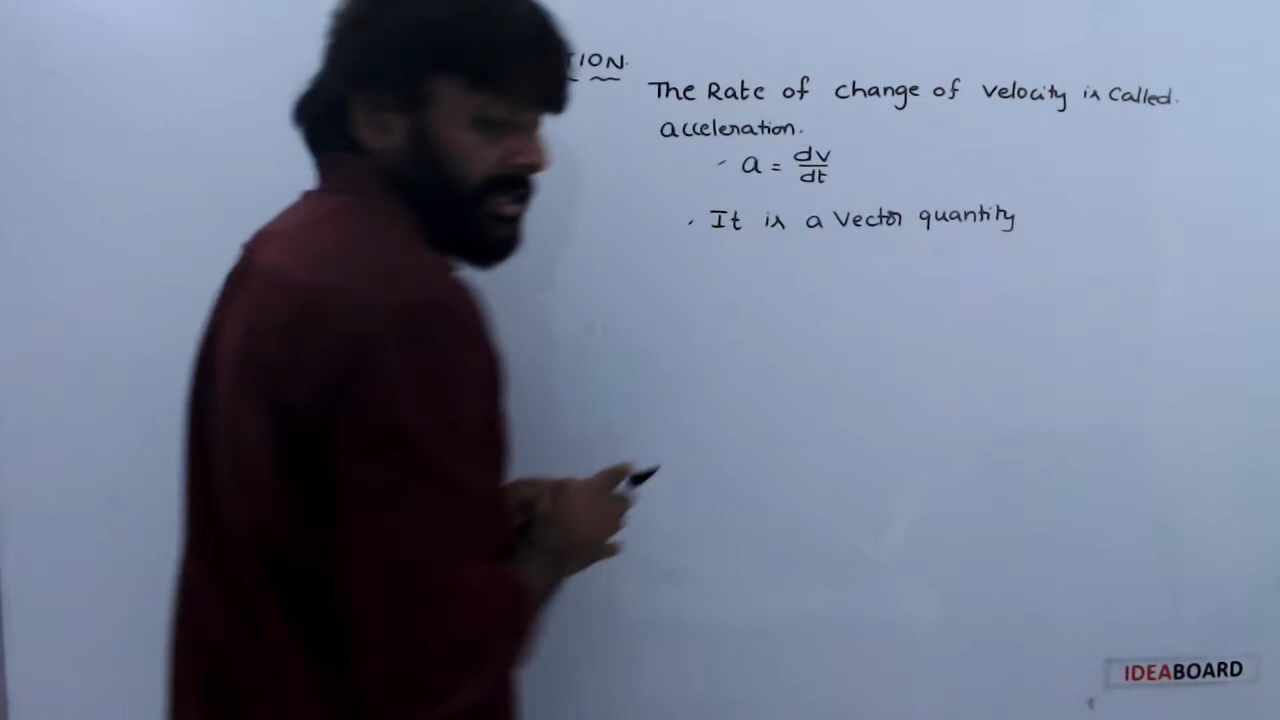 TION
The Rate of change of velocity is called.
acceleration.
a = dv/dt
It is a Vector quantity
IDEABOARD